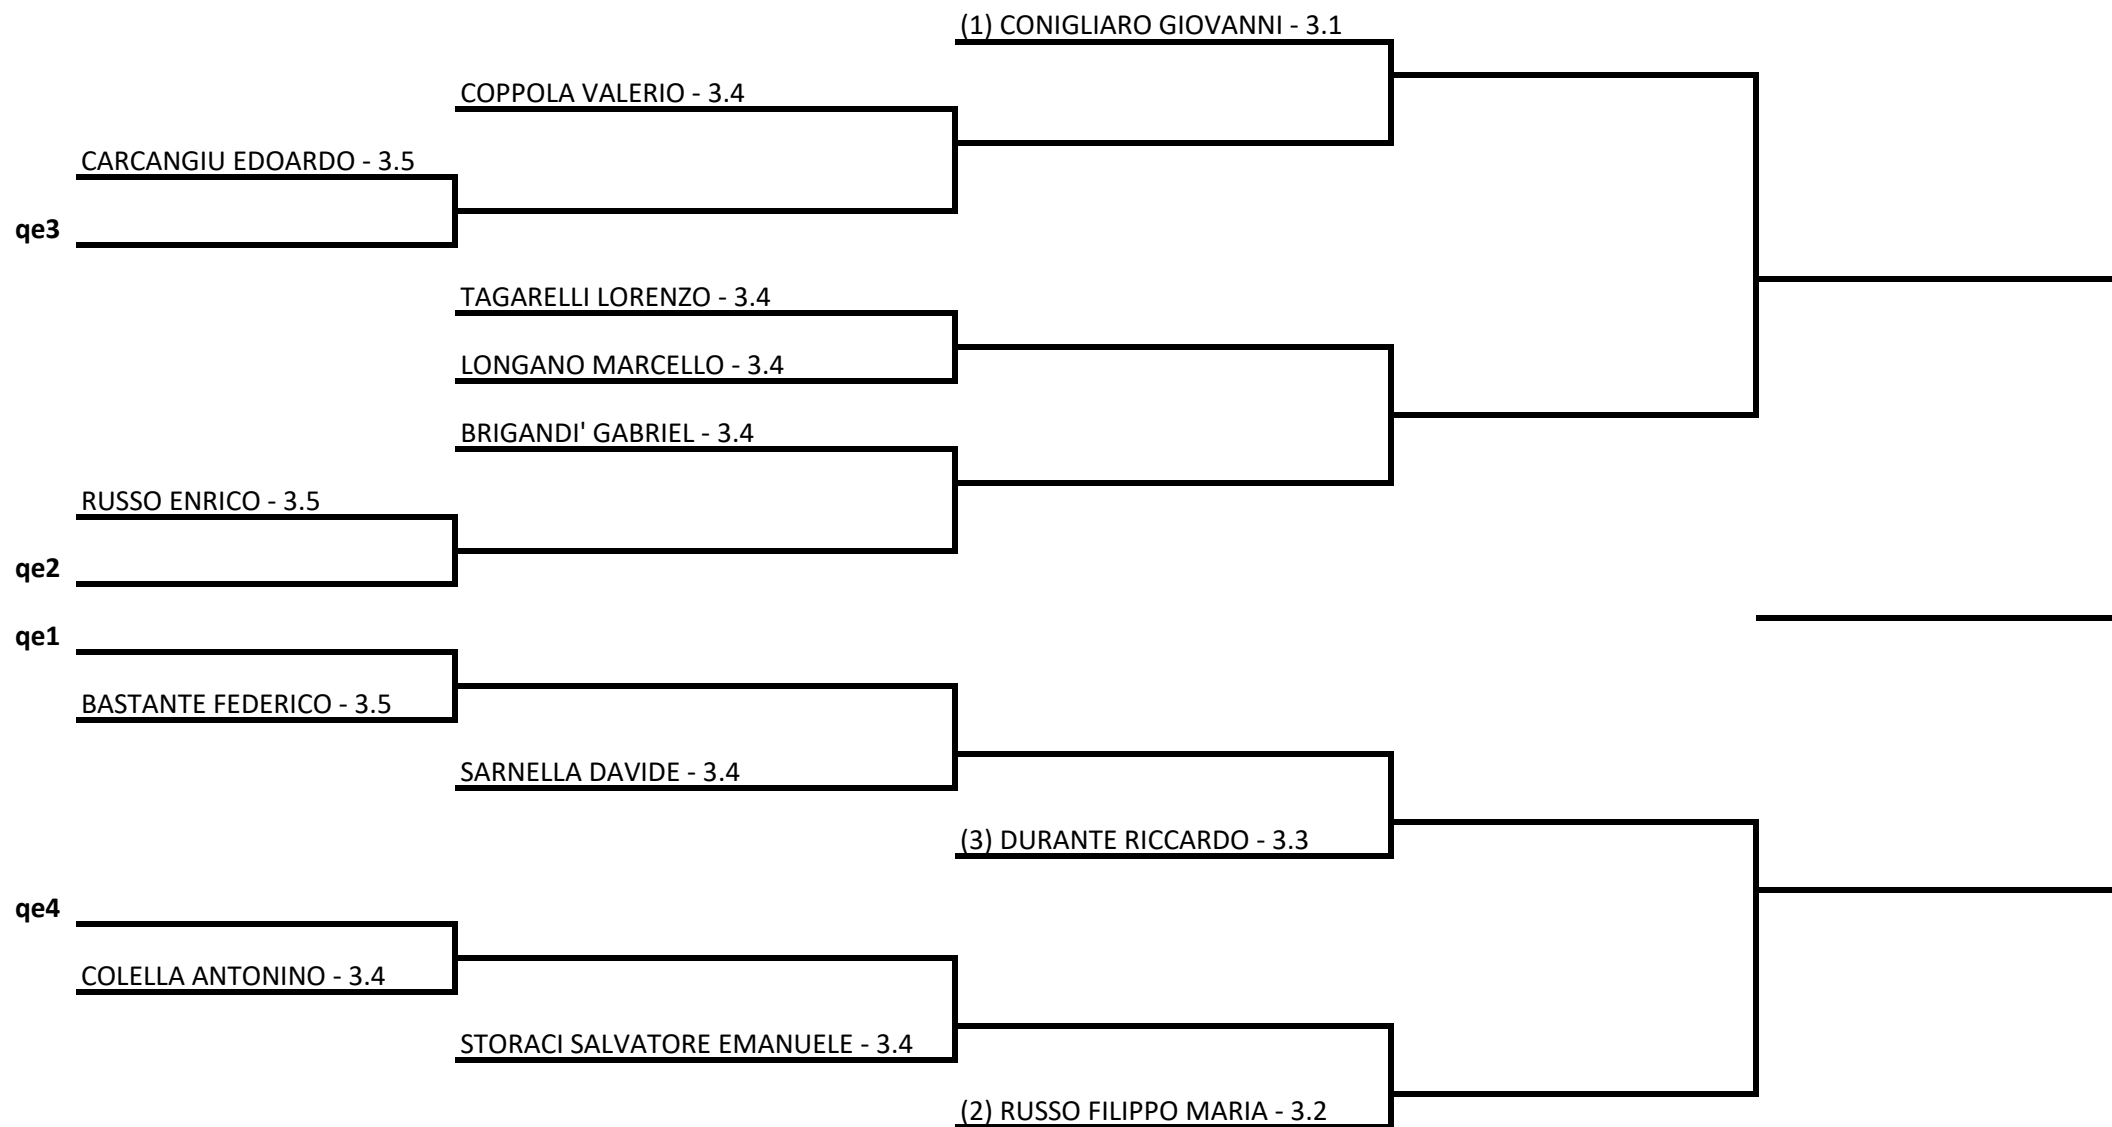 (1) CONIGLIARO GIOVANNI - 3.1
COPPOLA VALERIO - 3.4
CARCANGIU EDOARDO - 3.5
qe3
TAGARELLI LORENZO - 3.4
LONGANO MARCELLO - 3.4
BRIGANDI' GABRIEL - 3.4
RUSSO ENRICO - 3.5
qe2
qe1
BASTANTE FEDERICO - 3.5
SARNELLA DAVIDE - 3.4
(3) DURANTE RICCARDO - 3.3
qe4
COLELLA ANTONINO - 3.4
STORACI SALVATORE EMANUELE - 3.4
(2) RUSSO FILIPPO MARIA - 3.2